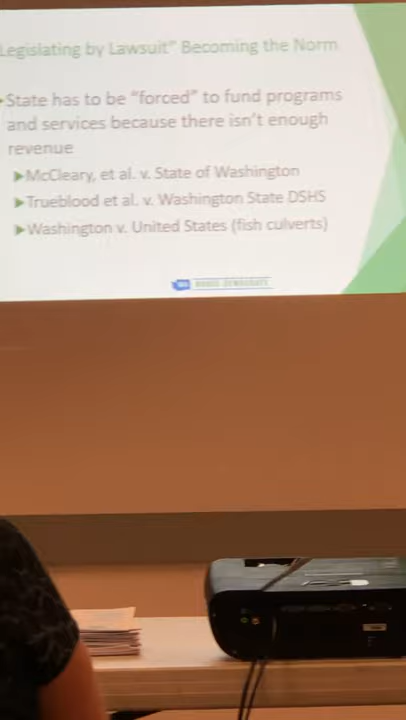 Legislating by Lawsuit" Becoming the Norm
State has to be "forced" to fund programs
and services because there isn't enough
revenue
McCleary, et al. v. State of Washington
Trueblood et al. v. Washington State DSHS
Washington v. United States (fish culverts)